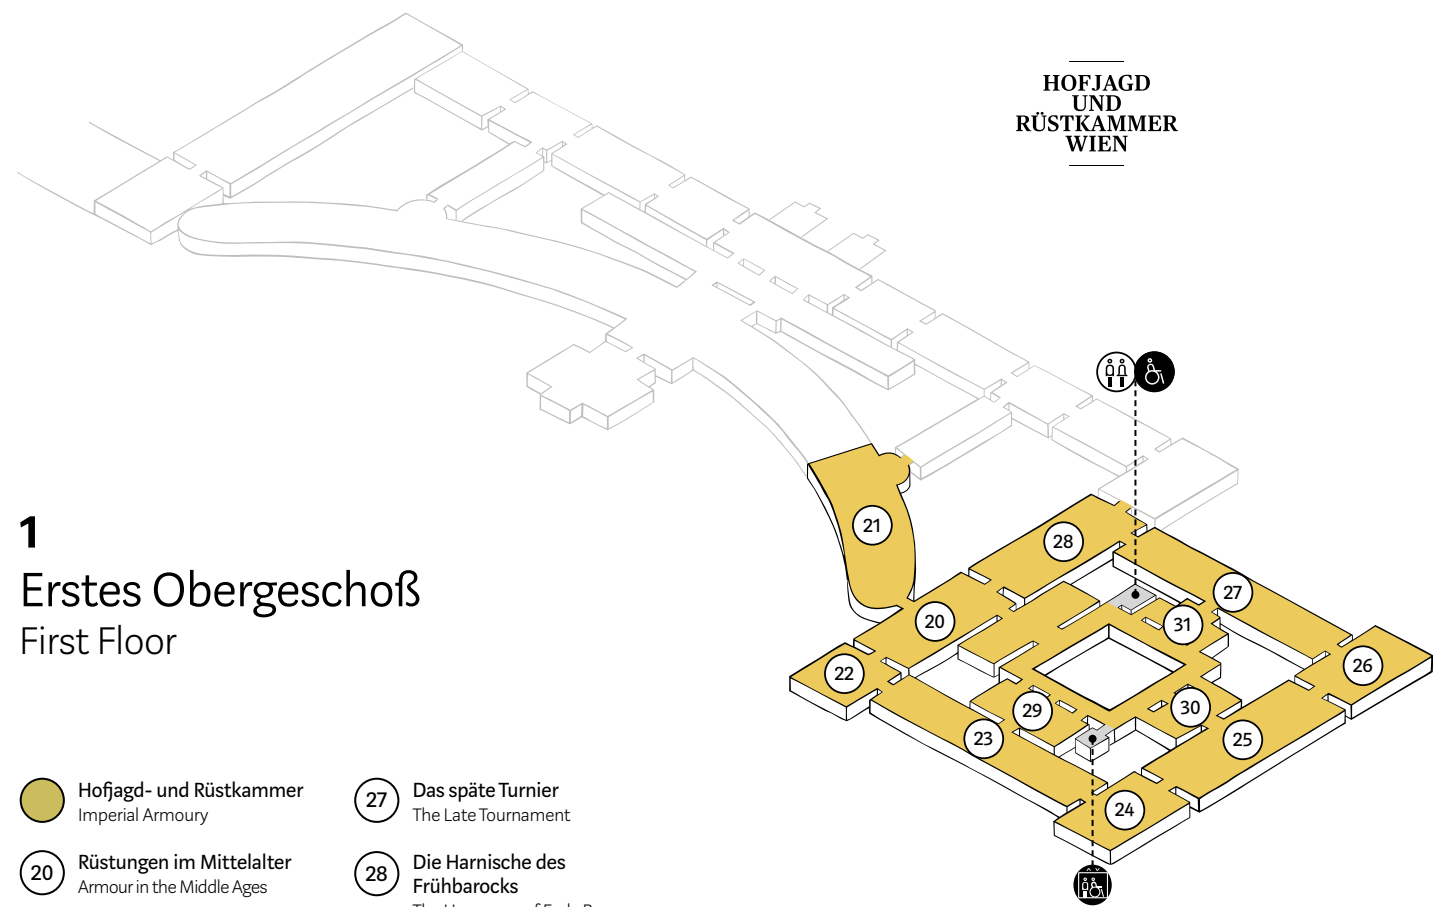 HOFJAGD
UND
RÜSTKAMMER
WIEN
21
28
27
20
31
22
26
29
30
23
25
24
1
Erstes Obergeschoß
First Floor
Hofjagd- und Rüstkammer
Imperial Armoury
20
Rüstungen im Mittelalter
Armour in the Middle Ages
27
Das späte Turnier
The Late Tournament
28
Die Harnische des
Frühbarocks